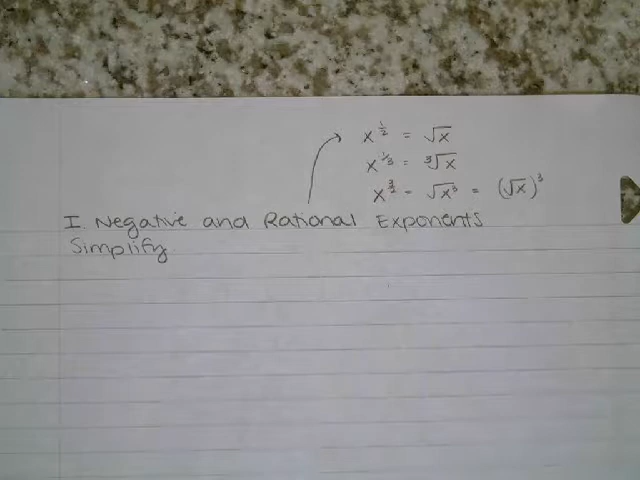 x^{1/2} = √x
x^{1/3} = ∛x
x^{3/2} = √x³ = (√x)³
I Negative and Rational Exponents
Simplify